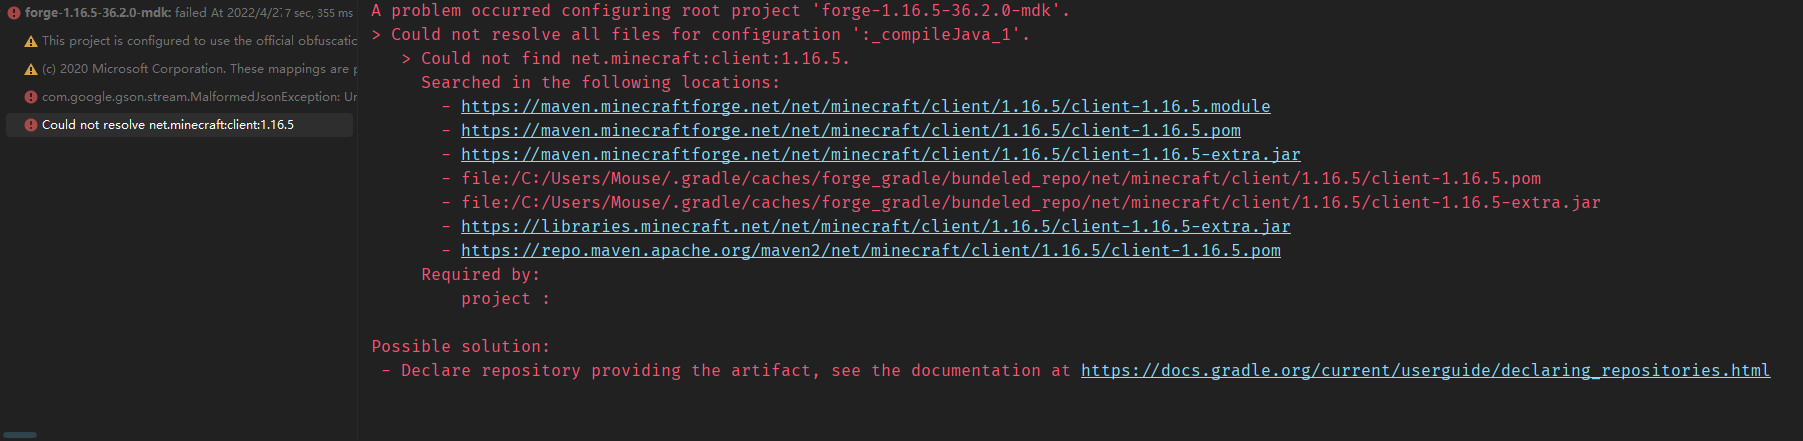 forge-1.16.5-36.2.0-mdk: failed At 2022/4/2 7 sec, 355 ms
This project is configured to use the official obfuscatic
(c) 2020 Microsoft Corporation. These mappings are p
com.google.gson.stream.MalformedJsonException: Ur
Could not resolve net.minecraft:client:1.16.5
A problem occurred configuring root project 'forge-1.16.5-36.2.0-mdk'.
> Could not resolve all files for configuration ':_compileJava_1'.
> Could not find net.minecraft:client:1.16.5.
Searched in the following locations:
- https://maven.minecraftforge.net/net/minecraft/client/1.16.5/client-1.16.5.module
- https://maven.minecraftforge.net/net/minecraft/client/1.16.5/client-1.16.5.pom
- https://maven.minecraftforge.net/net/minecraft/client/1.16.5/client-1.16.5-extra.jar
- file:/C:/Users/Mouse/.gradle/caches/forge_gradle/bundeled_repo/net/minecraft/client/1.16.5/client-1.16.5.pom
- file:/C:/Users/Mouse/.gradle/caches/forge_gradle/bundeled_repo/net/minecraft/client/1.16.5/client-1.16.5-extra.jar
- https://libraries.minecraft.net/net/minecraft/client/1.16.5/client-1.16.5-extra.jar
- https://repo.maven.apache.org/maven2/net/minecraft/client/1.16.5/client-1.16.5.pom
Required by:
project :
Possible solution:
- Declare repository providing the artifact, see the documentation at https://docs.gradle.org/current/userguide/declaring_repositories.html